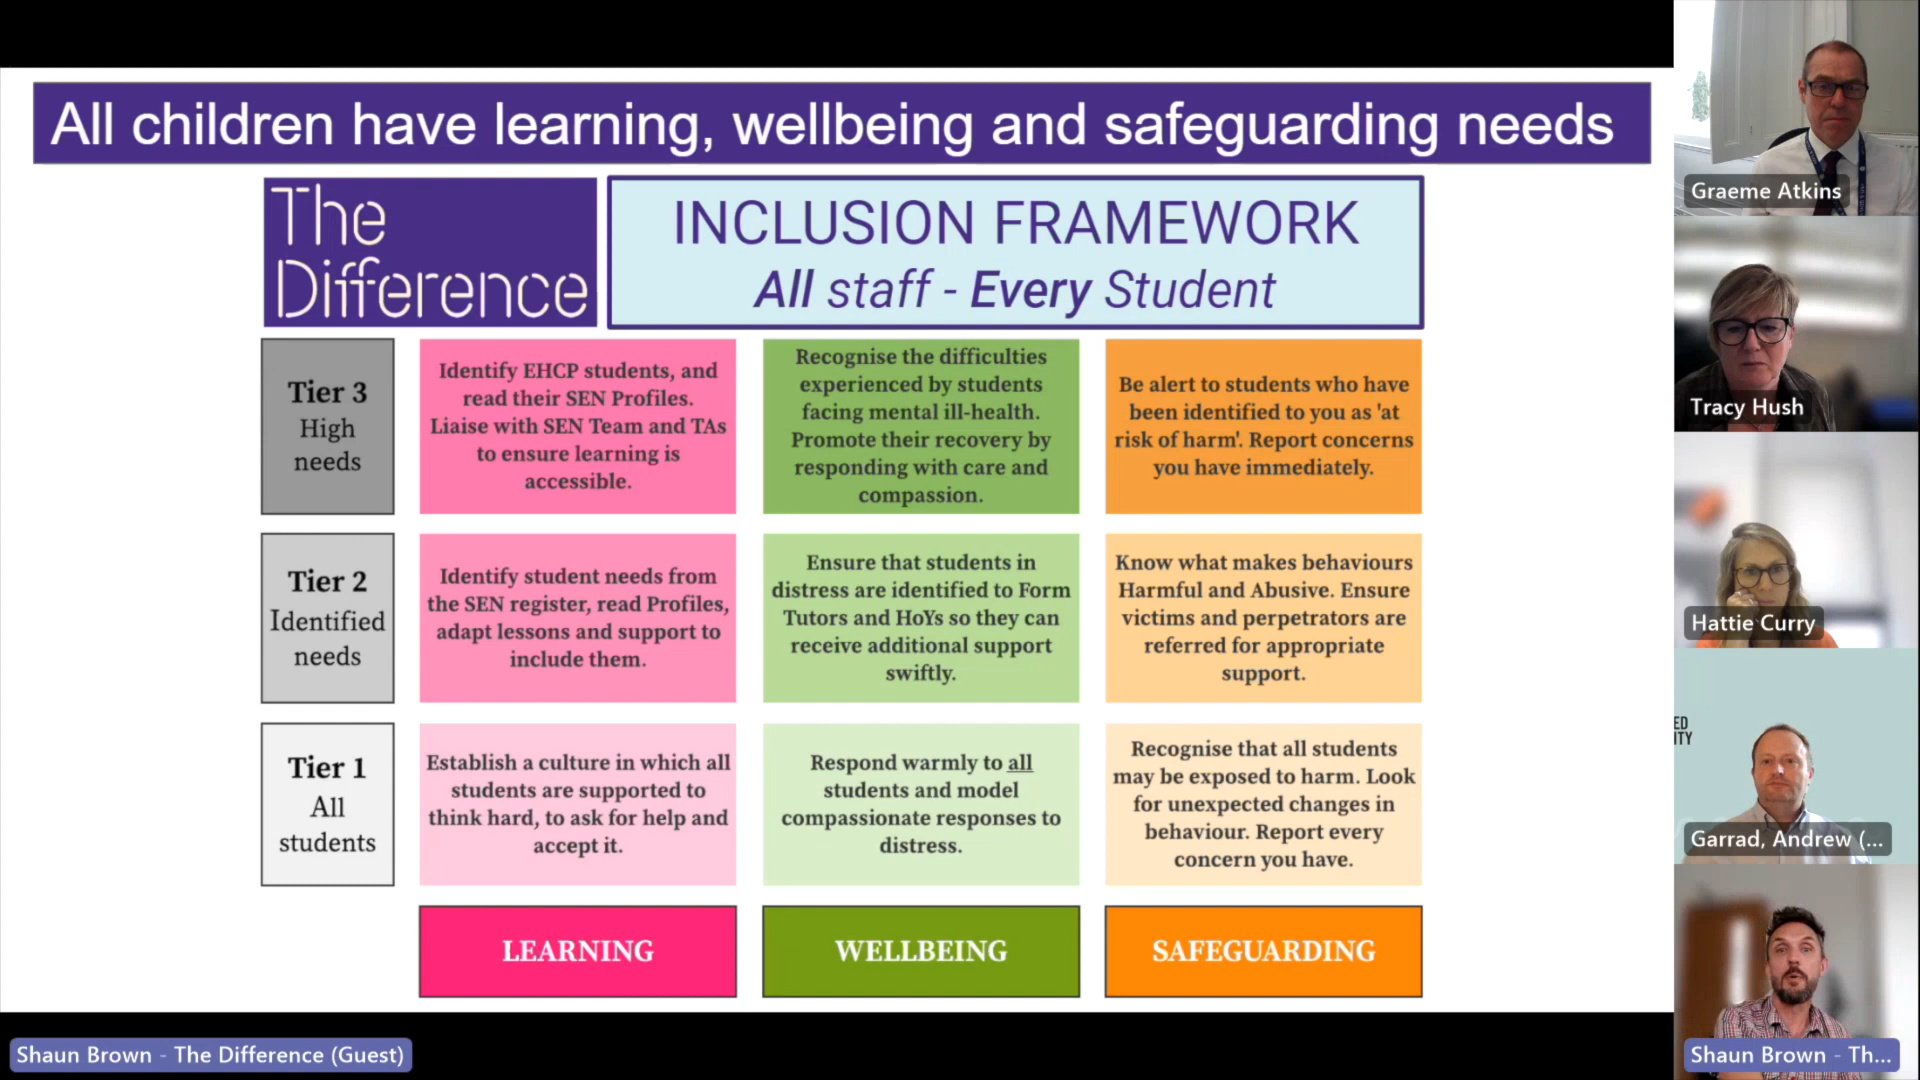 All children have learning, wellbeing and safeguarding needs
The
Difference
INCLUSION FRAMEWORK
All staff - Every Student
Tier 3
High
needs
Identify EHCP students, and
read their SEN Profiles.
Liaise with SEN Team and TAs
to ensure learning is
accessible.
Recognise the difficulties
experienced by students
facing mental ill-health.
Promote their recovery by
responding with care and
compassion.
Be alert to students who have
been identified to you as 'at
risk of harm'. Report concerns
you have immediately.
Tier 2
Identified
needs
Identify student needs from
the SEN register, read Profiles,
adapt lessons and support to
include them.
Ensure that students in
distress are identified to Form
Tutors and HoYs so they can
receive additional support
swiftly.
Know what makes behaviours
Harmful and Abusive. Ensure
victims and perpetrators are
referred for appropriate
support.
Tier 1
All
students
Establish a culture in which all
students are supported to
think hard, to ask for help and
accept it.
Respond warmly to all
students and model
compassionate responses to
distress.
Recognise that all students
may be exposed to harm. Look
for unexpected changes in
behaviour. Report every
concern you have.
LEARNING
WELLBEING
SAFEGUARDING
Shaun Brown - The Difference (Guest)
Graeme Atkins
Tracy Hush
Hattie Curry
ED
ITY
Garrad, Andrew (...
Shaun Brown - Th...